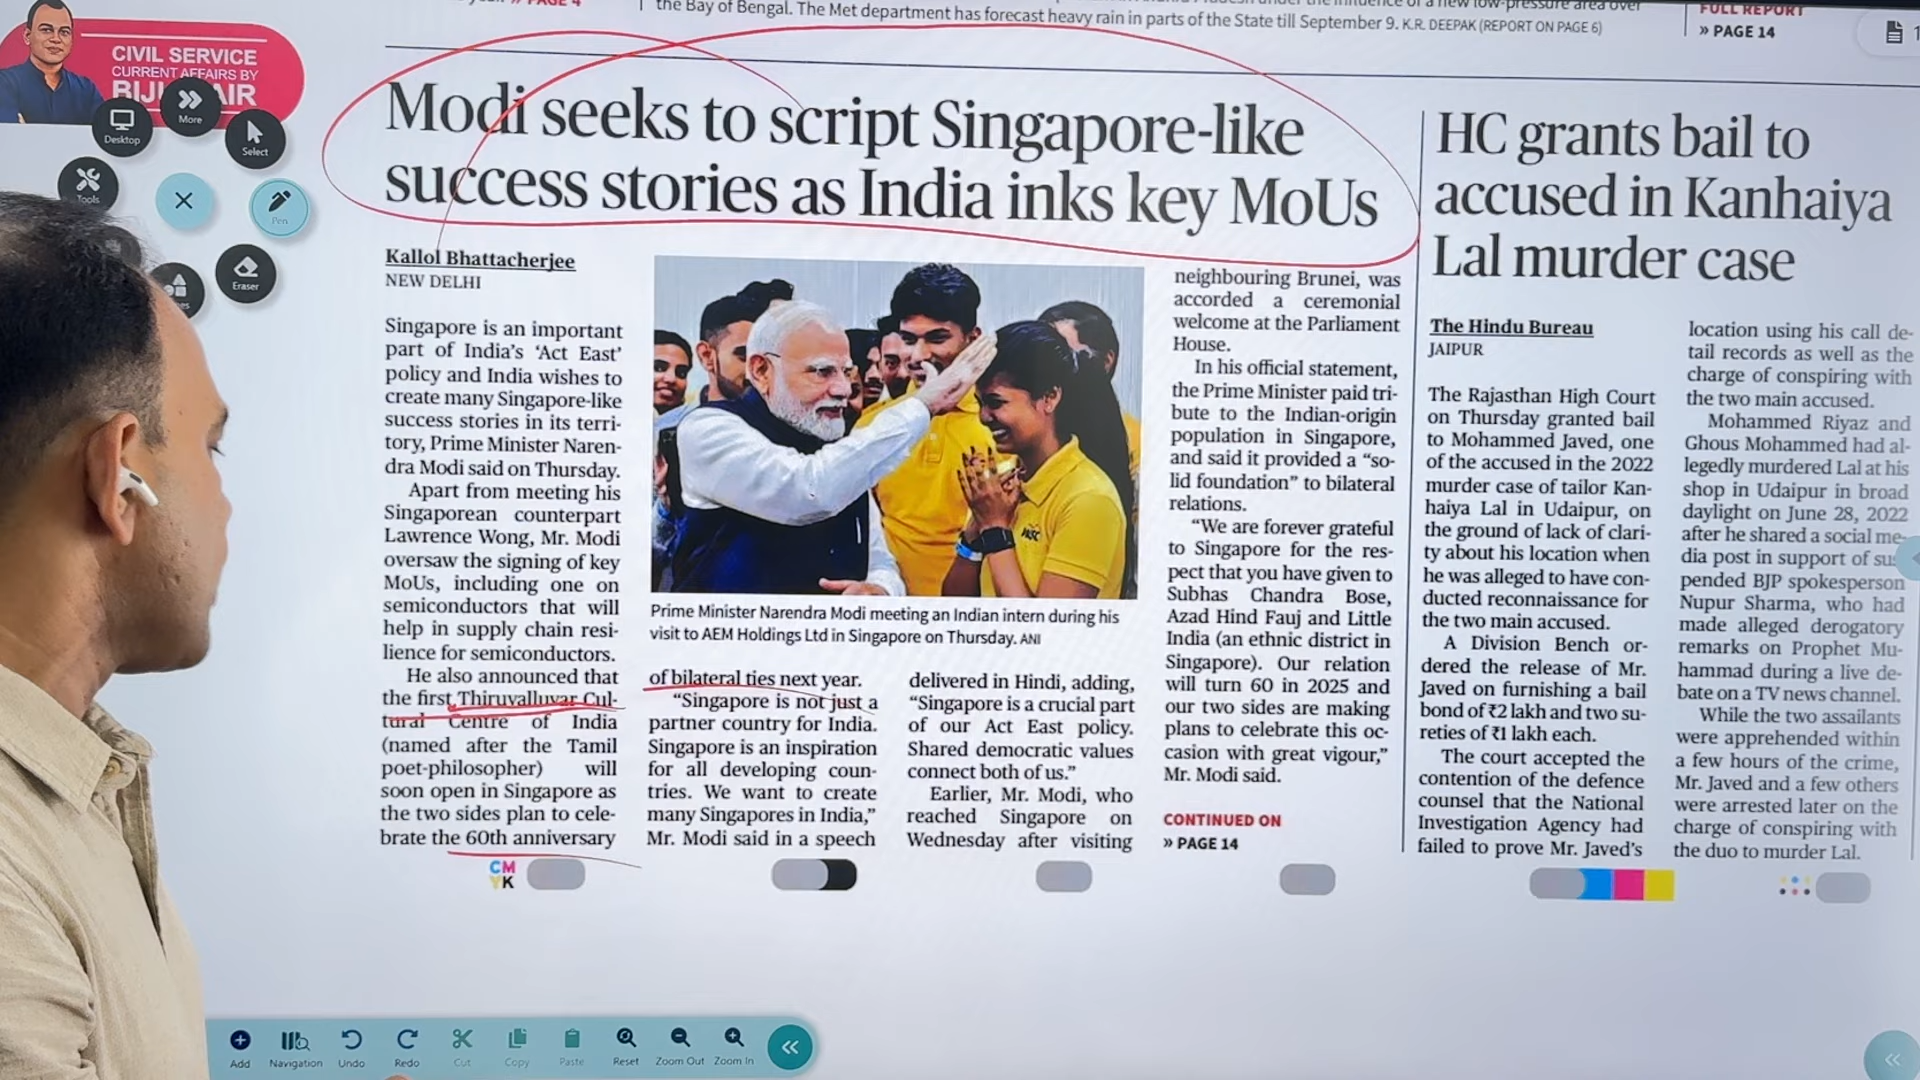 the Bay of Bengal. The Met department has forecast heavy rain in parts of the State till September 9. K.R. DEEPAK (REPORT ON PAGE 6)
FULL REPORT
» PAGE 14
CIVIL SERVICE
CURRENT AFFAIRS BY
More
Desktop
Select
Tools
Pen
Eraser
Modi seeks to script Singapore-like
success stories as India inks key MoUs
Kallol Bhattacherjee
NEW DELHI
Singapore is an important
part of India's 'Act East'
policy and India wishes to
create many Singapore-like
success stories in its terri-
tory, Prime Minister Naren-
dra Modi said on Thursday.
Apart from meeting his
Singaporean counterpart
Lawrence Wong, Mr. Modi
oversaw the signing of key
MoUs, including one on
semiconductors that will
help in supply chain resi-
lience for semiconductors.
He also announced that
the first Thiruvalluvar Cul-
tural Centre of India
(named after the Tamil
poet-philosopher) will
soon open in Singapore as
the two sides plan to cele-
brate the 60th anniversary
Prime Minister Narendra Modi meeting an Indian intern during his
visit to AEM Holdings Ltd in Singapore on Thursday. ANI
of bilateral ties next year.
"Singapore is not just a
partner country for India.
Singapore is an inspiration
for all developing coun-
tries. We want to create
many Singapores in India,"
Mr. Modi said in a speech
delivered in Hindi, adding,
"Singapore is a crucial part
of our Act East policy.
Shared democratic values
connect both of us."
Earlier, Mr. Modi, who
reached Singapore on
Wednesday after visiting
neighbouring Brunei, was
accorded a ceremonial
welcome at the Parliament
House.
In his official statement,
the Prime Minister paid tri-
bute to the Indian-origin
population in Singapore,
and said it provided a "so-
lid foundation" to bilateral
relations.
"We are forever grateful
to Singapore for the res-
pect that you have given to
Subhas Chandra Bose,
Azad Hind Fauj and Little
India (an ethnic district in
Singapore). Our relation
will turn 60 in 2025 and
our two sides are making
plans to celebrate this oc-
casion with great vigour,"
Mr. Modi said.
CONTINUED ON
» PAGE 14
HC grants bail to
accused in Kanhaiya
Lal murder case
The Hindu Bureau
JAIPUR
The Rajasthan High Court
on Thursday granted bail
to Mohammed Javed, one
of the accused in the 2022
murder case of tailor Kan-
haiya Lal in Udaipur, on
the ground of lack of clari-
ty about his location when
he was alleged to have con-
ducted reconnaissance for
the two main accused.
A Division Bench or-
dered the release of Mr.
Javed on furnishing a bail
bond of ₹2 lakh and two su-
reties of ₹1 lakh each.
The court accepted the
contention of the defence
counsel that the National
Investigation Agency had
failed to prove Mr. Javed's
location using his call de-
tail records as well as the
charge of conspiring with
the two main accused.
Mohammed Riyaz and
Ghous Mohammed had al-
legedly murdered Lal at his
shop in Udaipur in broad
daylight on June 28, 2022
after he shared a social me-
dia post in support of sus
pended BJP spokesperson
Nupur Sharma, who had
made alleged derogatory
remarks on Prophet Mu-
hammad during a live de-
bate on a TV news channel.
While the two assailants
were apprehended within
a few hours of the crime,
Mr. Javed and a few others
were arrested later on the
charge of conspiring with
the duo to murder Lal.
CM
YK
Add
Navigation
Undo
Redo
Cut
Copy
Paste
Reset
Zoom Out
Zoom In